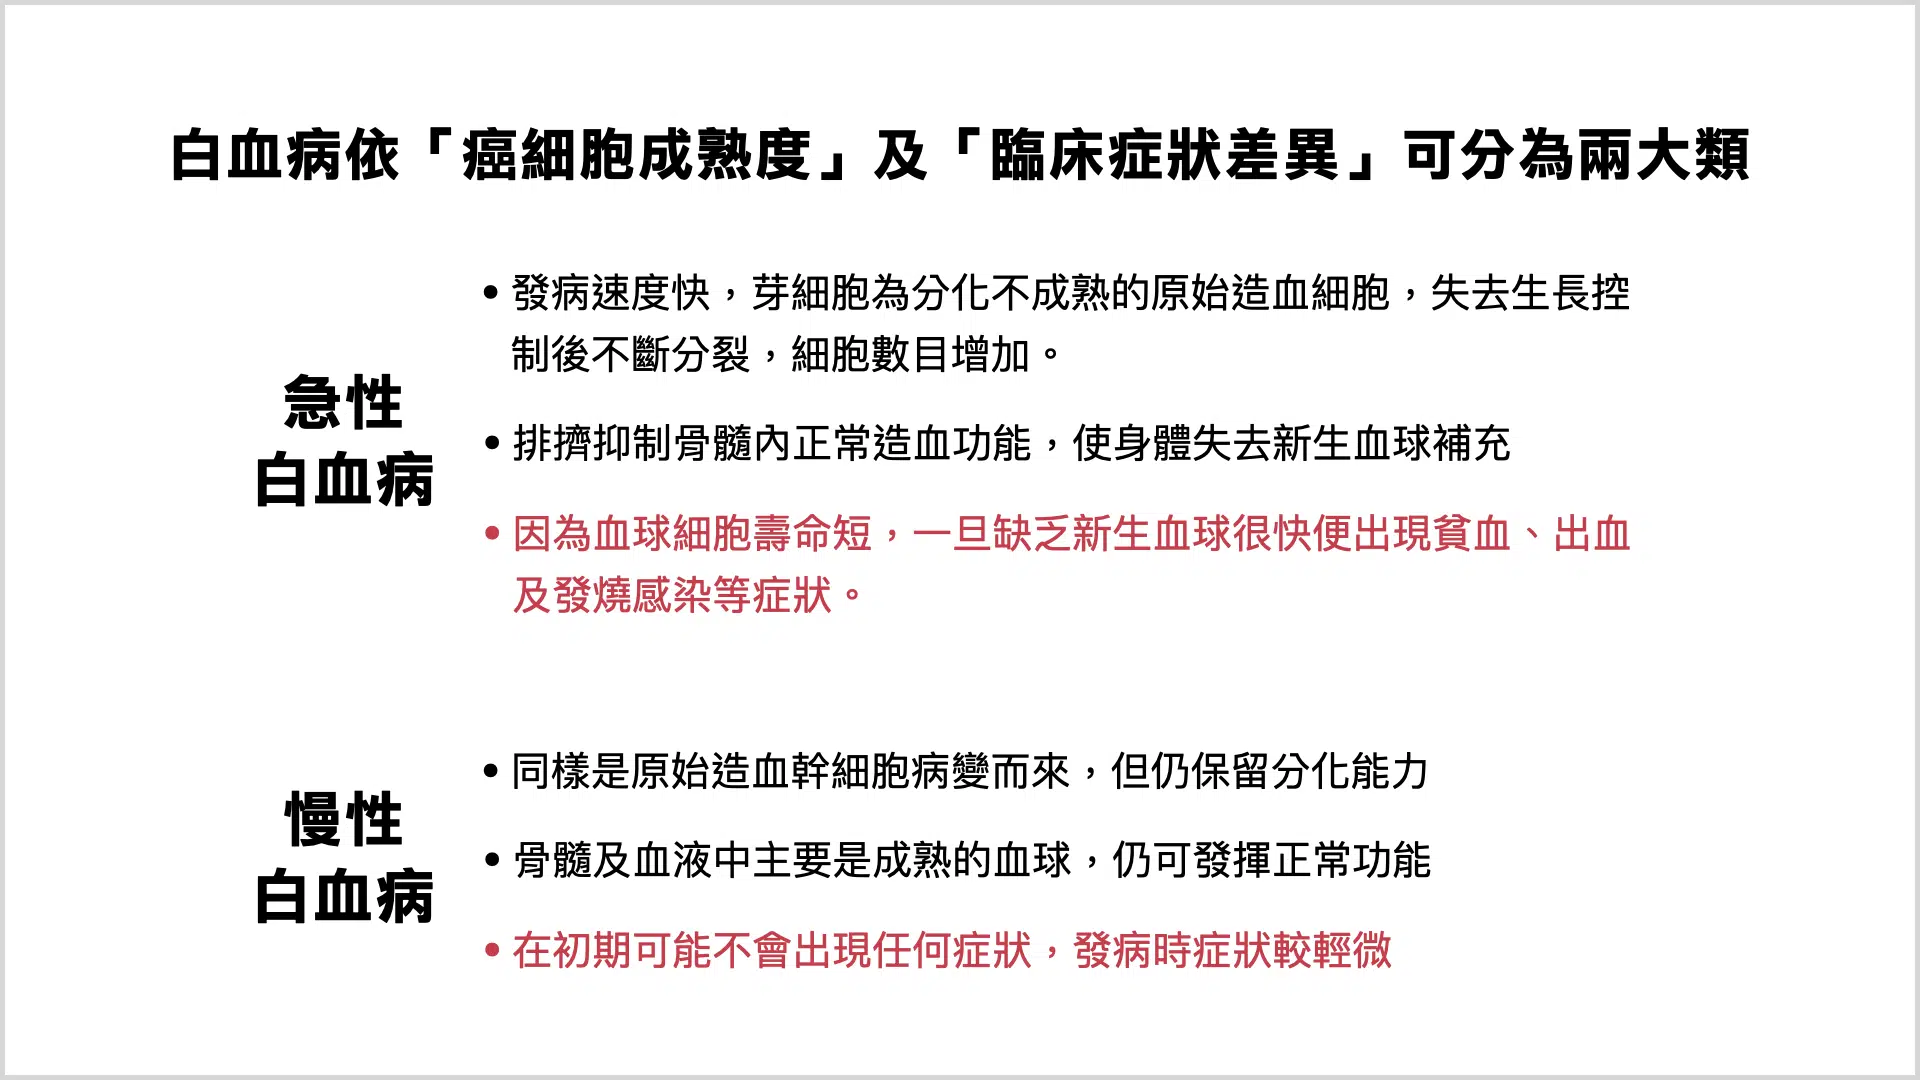 白血病依「癌細胞成熟度」及「臨床症狀差異」可分為兩大類
急性
白血病
• 發病速度快，芽細胞為分化不成熟的原始造血細胞，失去生長控
制後不斷分裂，細胞數目增加。
• 排擠抑制骨髓內正常造血功能，使身體失去新生血球補充
• 因為血球細胞壽命短，一旦缺乏新生血球很快便出現貧血、出血
及發燒感染等症狀。
慢性
白血病
• 同樣是原始造血幹細胞病變而來，但仍保留分化能力
• 骨髓及血液中主要是成熟的血球，仍可發揮正常功能
• 在初期可能不會出現任何症狀，發病時症狀較輕微